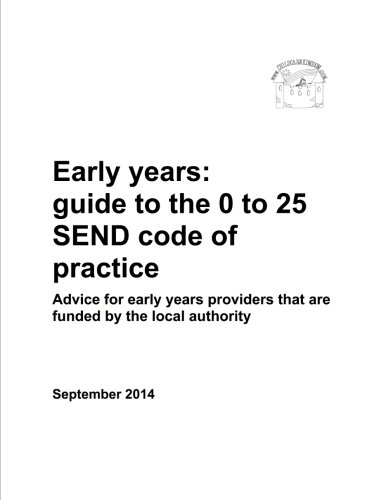 Early years:
guide to the 0 to 25
SEND code of
practice
Advice for early years providers that are
funded by the local authority
September 2014